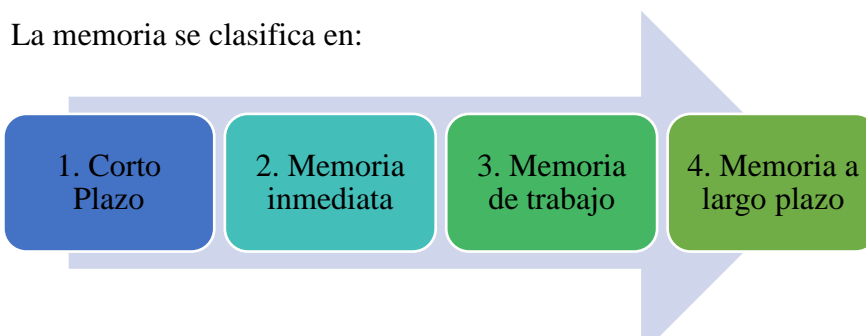 La memoria se clasifica en:
1. Corto
Plazo
2. Memoria
inmediata
3. Memoria
de trabajo
4. Memoria a
largo plazo